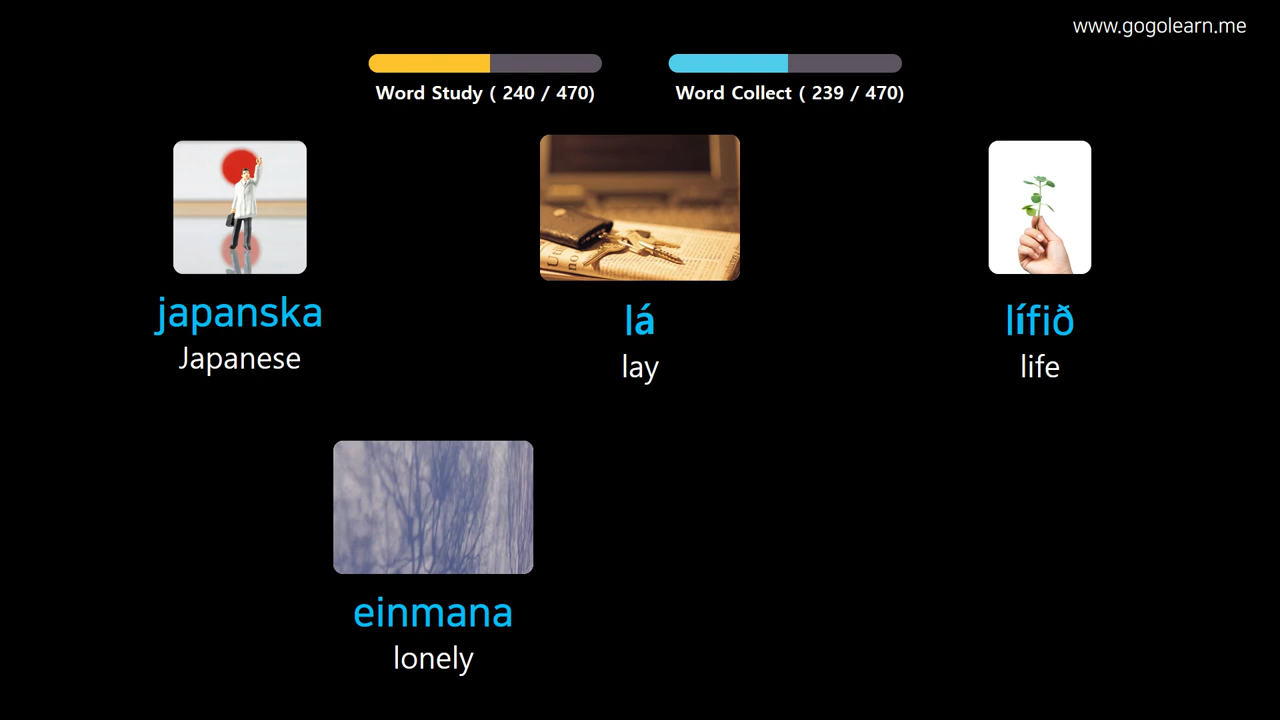 www.gogolearn.me
Word Study ( 240 / 470)
Word Collect ( 239 / 470)
japanska
Japanese
lá
lay
lífið
life
einmana
lonely